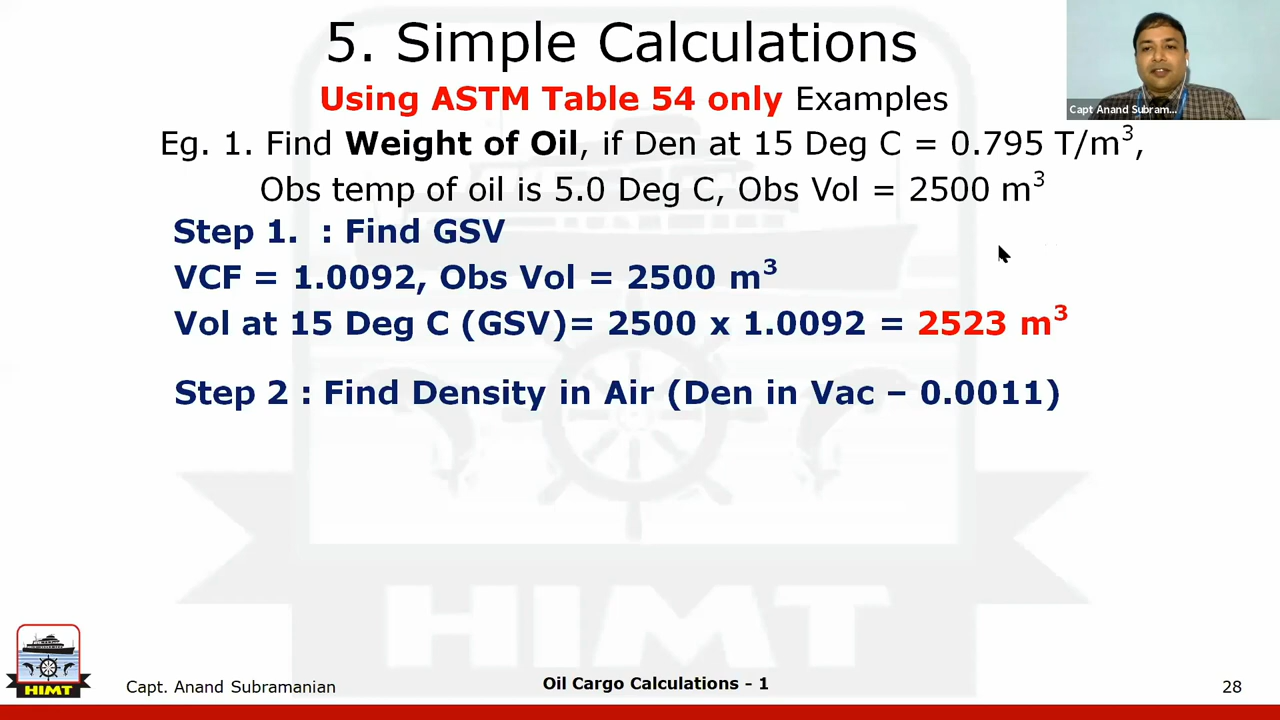 5. Simple Calculations
Using ASTM Table 54 only Examples
Eg. 1. Find Weight of Oil, if Den at 15 Deg C = 0.795 T/m³,
Obs temp of oil is 5.0 Deg C, Obs Vol = 2500 m³
Step 1. : Find GSV
VCF = 1.0092, Obs Vol = 2500 m³
Vol at 15 Deg C (GSV)= 2500 x 1.0092 = 2523 m³
Step 2 : Find Density in Air (Den in Vac – 0.0011)
Capt Anand Subram...
HIMT
HIMT
Capt. Anand Subramanian
Oil Cargo Calculations - 1
28